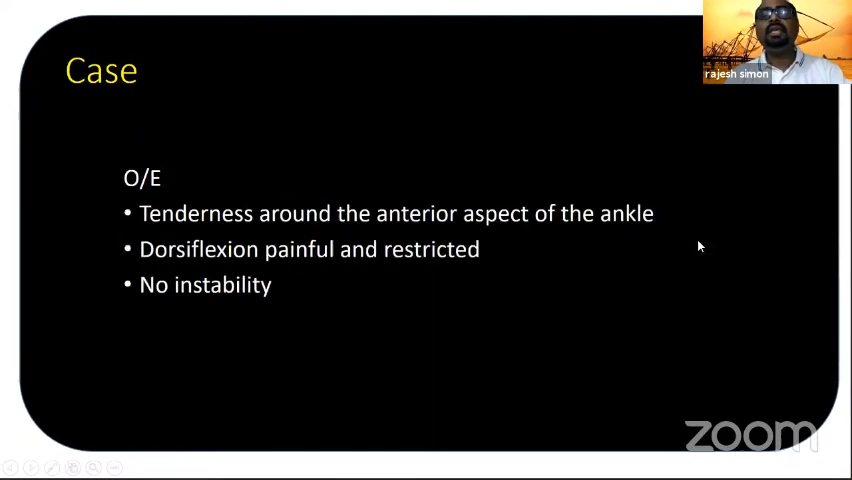 Case
rajesh simon
O/E
• Tenderness around the anterior aspect of the ankle
• Dorsiflexion painful and restricted
• No instability
zoom